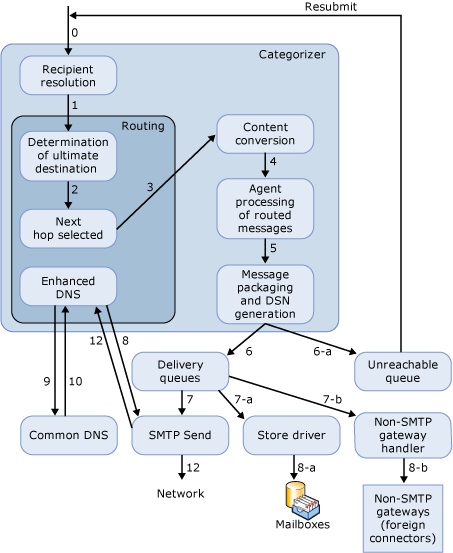 Resubmit
0
Categorizer
Recipient
resolution
1
Routing
Determination
of ultimate
destination
2
Next
hop selected
3
Content
conversion
4
Agent
processing
of routed
messages
5
Message
packaging
and DSN
generation
Enhanced
DNS
9
10
12
8
6
6-a
Delivery
queues
Unreachable
queue
7
7-a
7-b
Common DNS
SMTP Send
Store driver
Non-SMTP
gateway
handler
12
8-a
8-b
Network
Mailboxes
Non-SMTP
gateways
(foreign
connectors)